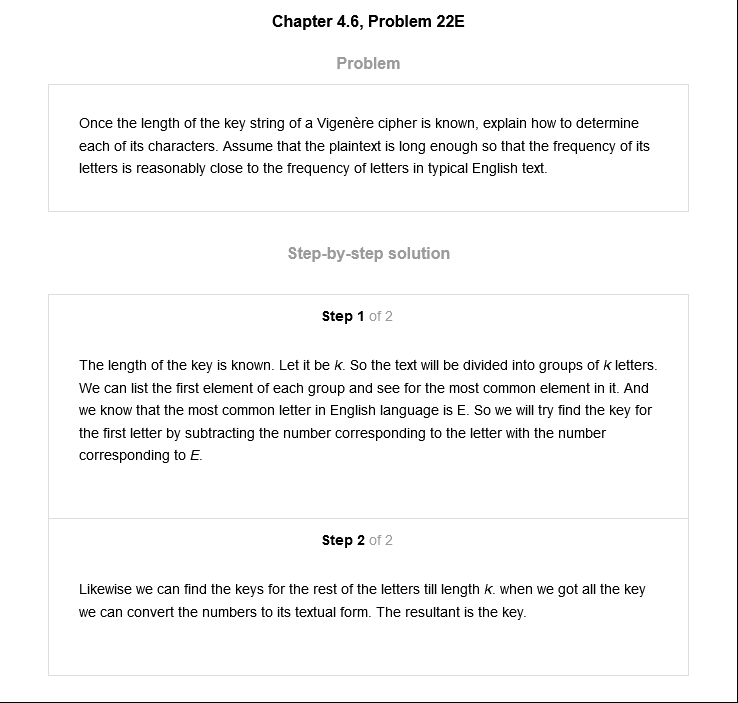 Chapter 4.6, Problem 22E
Problem
Once the length of the key string of a Vigenère cipher is known, explain how to determine
each of its characters. Assume that the plaintext is long enough so that the frequency of its
letters is reasonably close to the frequency of letters in typical English text.
Step-by-step solution
Step 1 of 2
The length of the key is known. Let it be k. So the text will be divided into groups of k letters.
We can list the first element of each group and see for the most common element in it. And
we know that the most common letter in English language is E. So we will try find the key for
the first letter by subtracting the number corresponding to the letter with the number
corresponding to E.
Step 2 of 2
Likewise we can find the keys for the rest of the letters till length k. when we got all the key
we can convert the numbers to its textual form. The resultant is the key.